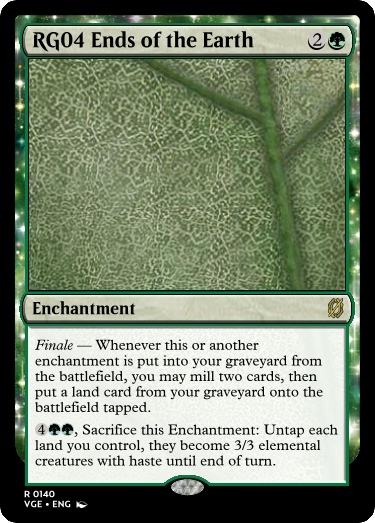 RG04 Ends of the Earth 2
Enchantment
Finale — Whenever this or another
enchantment is put into your graveyard from
the battlefield, you may mill two cards, then
put a land card from your graveyard onto the
battlefield tapped.
4, Sacrifice this Enchantment: Untap each
land you control, they become 3/3 elemental
creatures with haste until end of turn.
R 0140
VGE • ENG